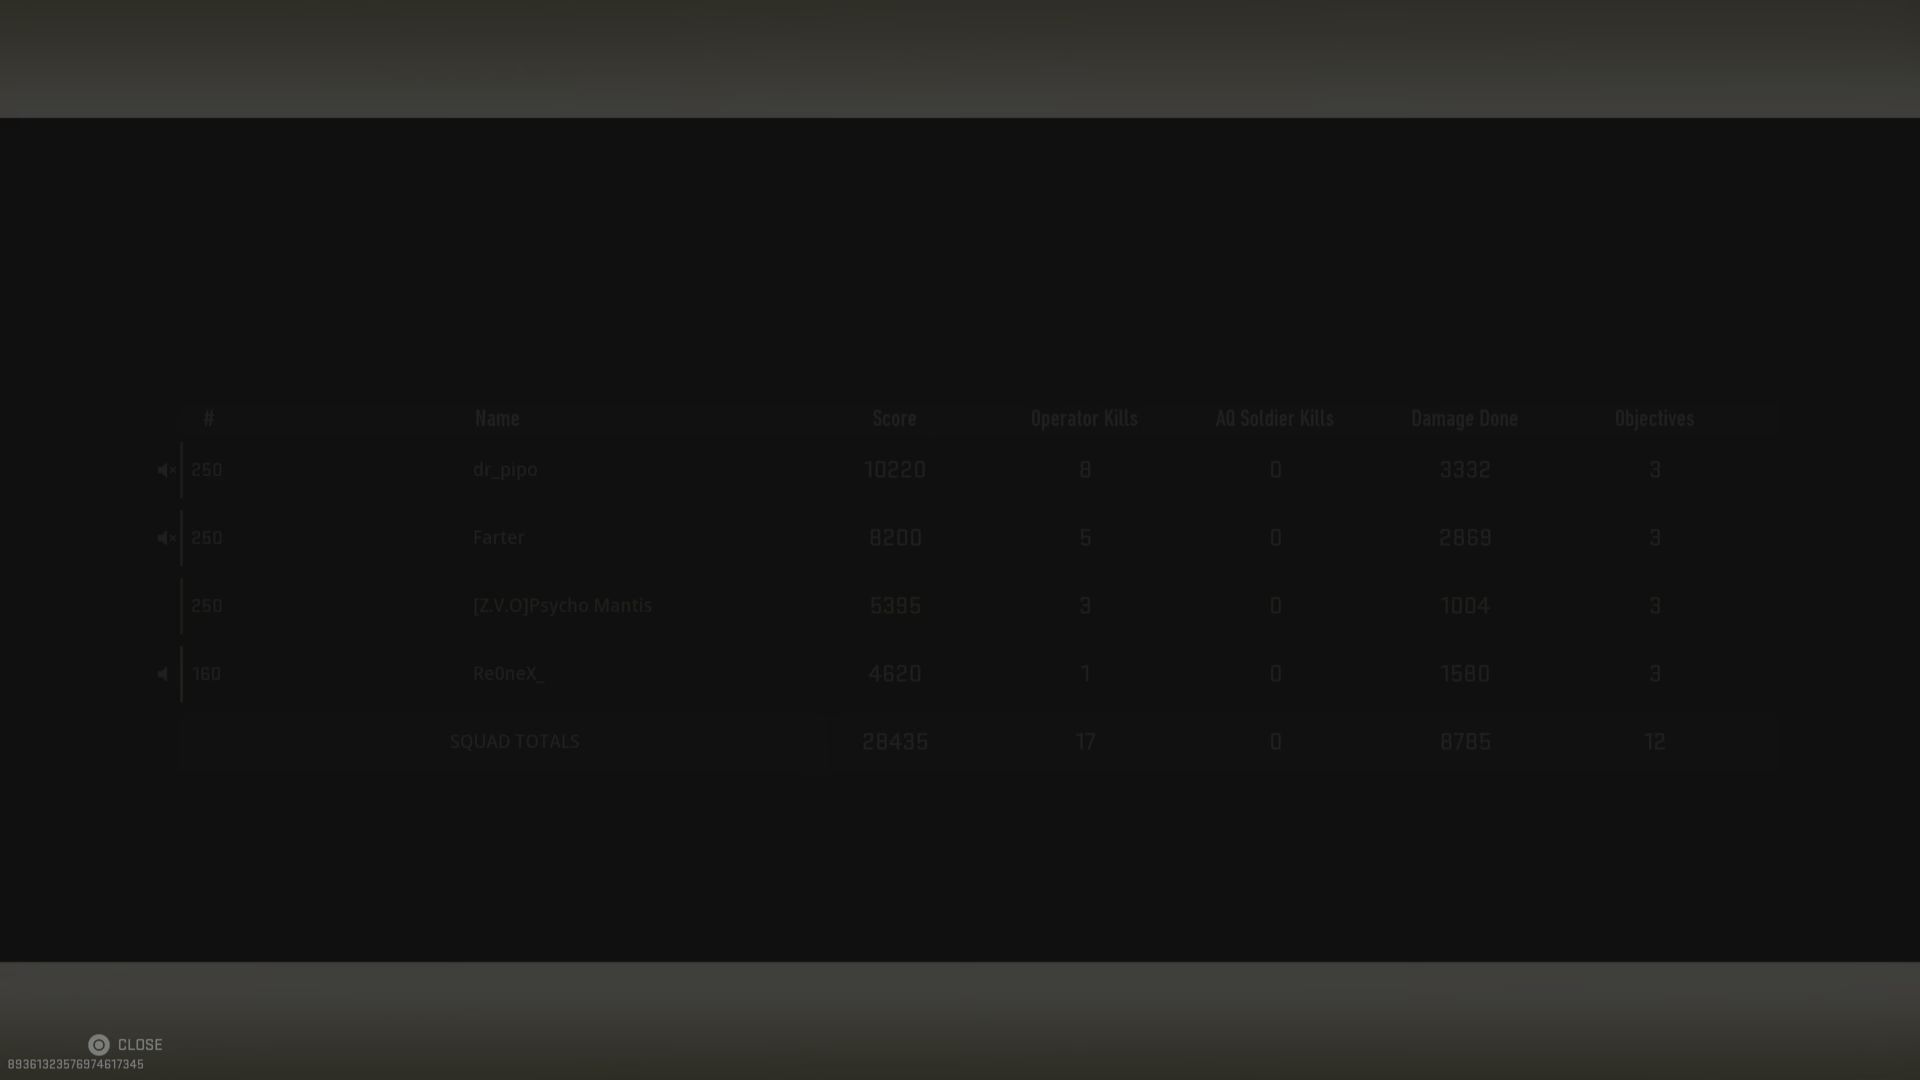 # Name Score Operator Kills AQ Soldier Kills Damage Done Objectives
250 dr_pipo 10220 8 0 3332 3
250 Farter 8200 5 0 2869 3
250 [Z.V.O]Psycho Mantis 5395 3 0 1004 3
160 Re0neX_ 4620 1 0 1580 3
SQUAD TOTALS 28435 17 0 8785 12
CLOSE
89361323576974617345